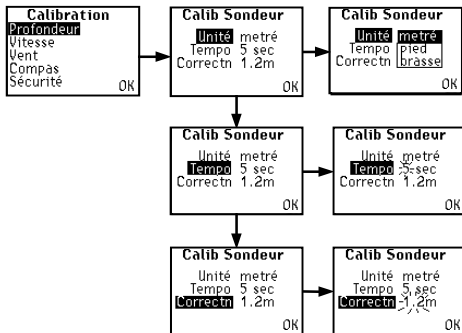 Calibration
Profondeur
Vitesse
Vent
Compas
Sécurité
OK
Calib Sondeur
Unité metré
Tempo 5 sec
Correctn 1.2m
OK
Calib Sondeur
Unité metré
Tempo pied
Correctn brasse
OK
Calib Sondeur
Unité metré
Tempo 5 sec
Correctn 1.2m
OK
Calib Sondeur
Unité metré
Tempo 5 sec
Correctn 1.2m
OK
Calib Sondeur
Unité metré
Tempo 5 sec
Correctn 1.2m
OK
Calib Sondeur
Unité metré
Tempo 5 sec
Correctn 1.2m
OK